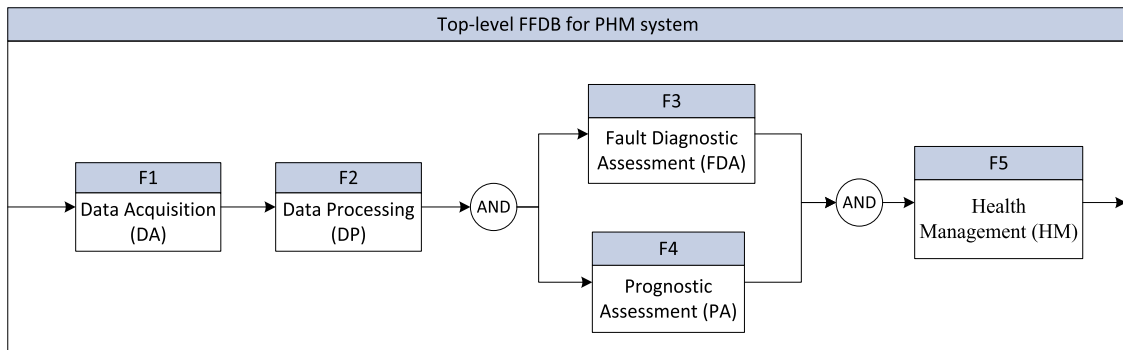 Top-level FFDB for PHM system
F1
Data Acquisition
(DA)
F2
Data Processing
(DP)
AND
F3
Fault Diagnostic
Assessment (FDA)
F4
Prognostic
Assessment (PA)
AND
F5
Health
Management (HM)